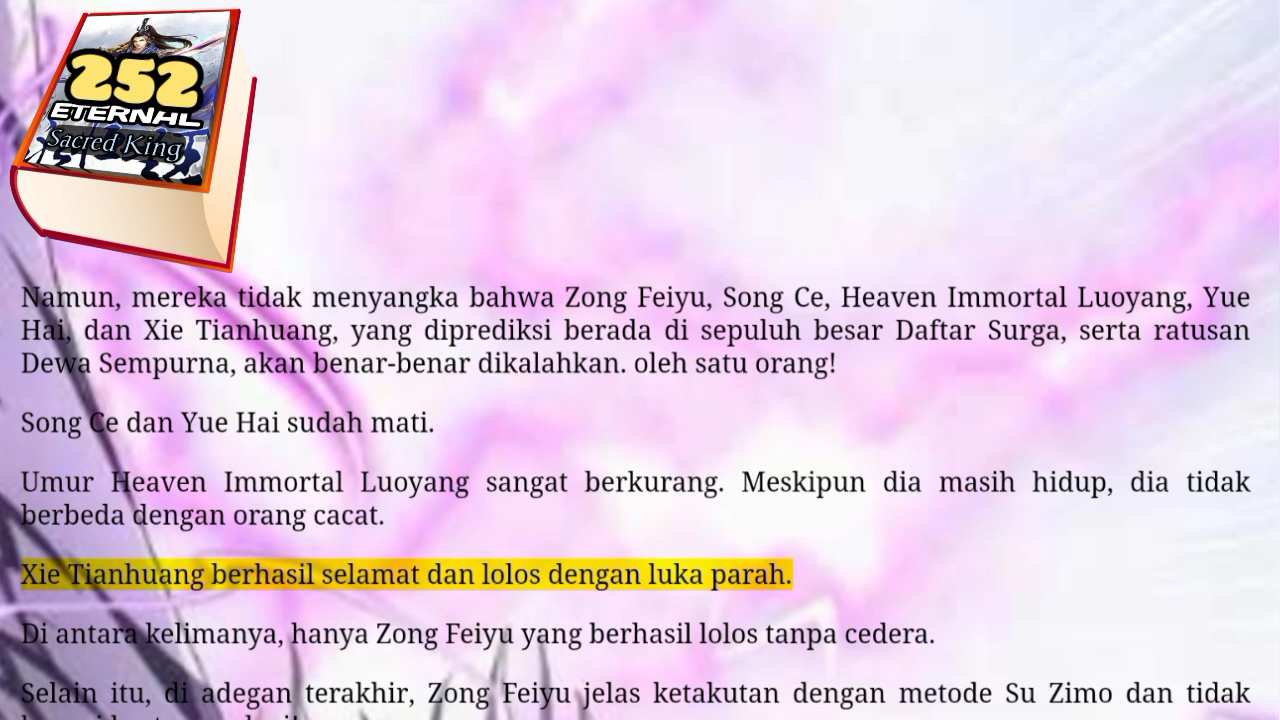 252
ETERNAL
Sacred King
Namun, mereka tidak menyangka bahwa Zong Feiyu, Song Ce, Heaven Immortal Luoyang, Yue
Hai, dan Xie Tianhuang, yang diprediksi berada di sepuluh besar Daftar Surga, serta ratusan
Dewa Sempurna, akan benar-benar dikalahkan. oleh satu orang!
Song Ce dan Yue Hai sudah mati.
Umur Heaven Immortal Luoyang sangat berkurang. Meskipun dia masih hidup, dia tidak
berbeda dengan orang cacat.
Xie Tianhuang berhasil selamat dan lolos dengan luka parah.
Di antara kelimanya, hanya Zong Feiyu yang berhasil lolos tanpa cedera.
Selain itu, di adegan terakhir, Zong Feiyu jelas ketakutan dengan metode Su Zimo dan tidak